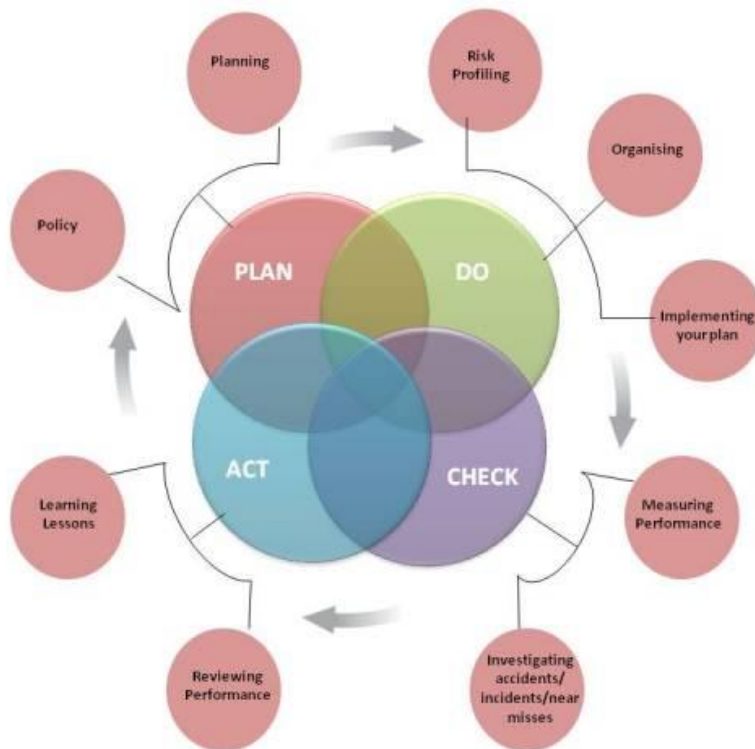 Planning
Risk
Profiling
Organising
Policy
PLAN
DO
Implementing
your plan
ACT
CHECK
Learning
Lessons
Measuring
Performance
Reviewing
Performance
Investigating
accidents/
incidents/near
misses